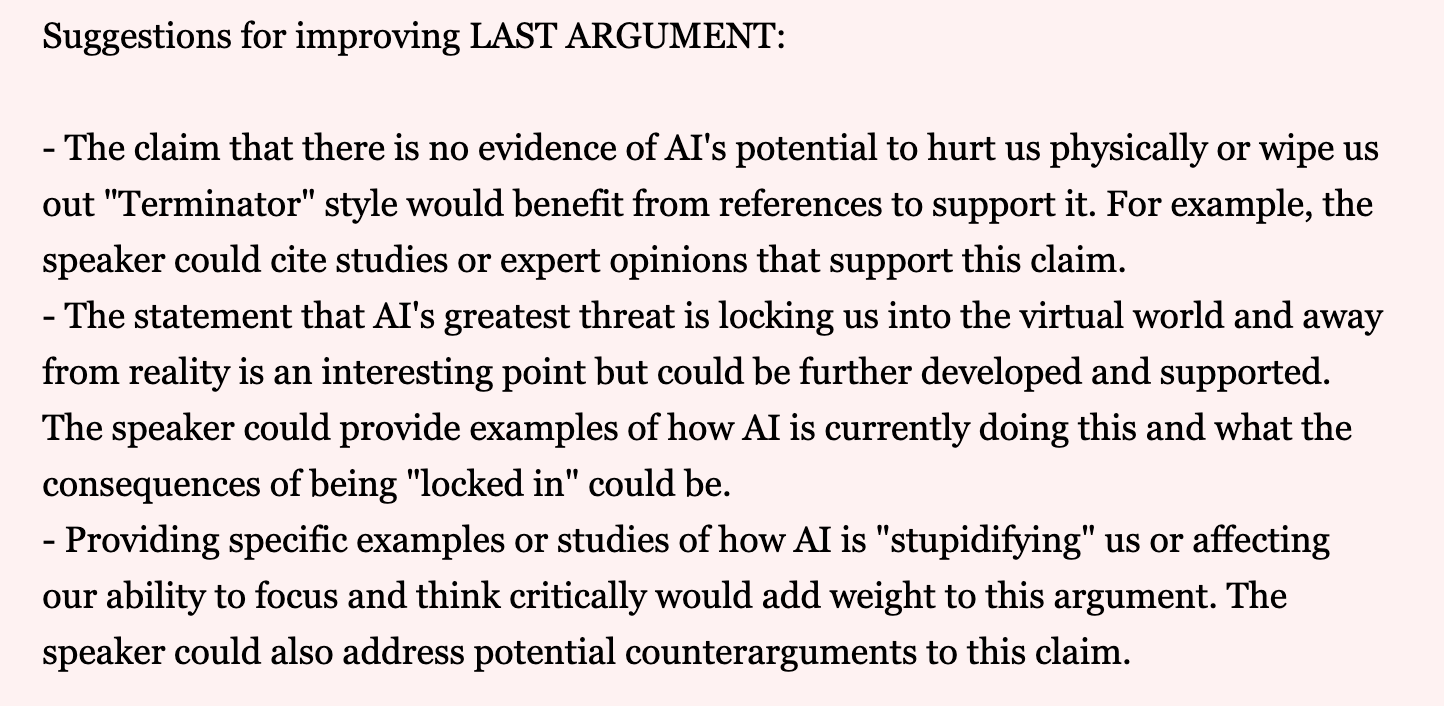 Suggestions for improving LAST ARGUMENT:
- The claim that there is no evidence of AI's potential to hurt us physically or wipe us
out "Terminator" style would benefit from references to support it. For example, the
speaker could cite studies or expert opinions that support this claim.
- The statement that AI's greatest threat is locking us into the virtual world and away
from reality is an interesting point but could be further developed and supported.
The speaker could provide examples of how AI is currently doing this and what the
consequences of being "locked in" could be.
- Providing specific examples or studies of how AI is "stupidifying" us or affecting
our ability to focus and think critically would add weight to this argument. The
speaker could also address potential counterarguments to this claim.